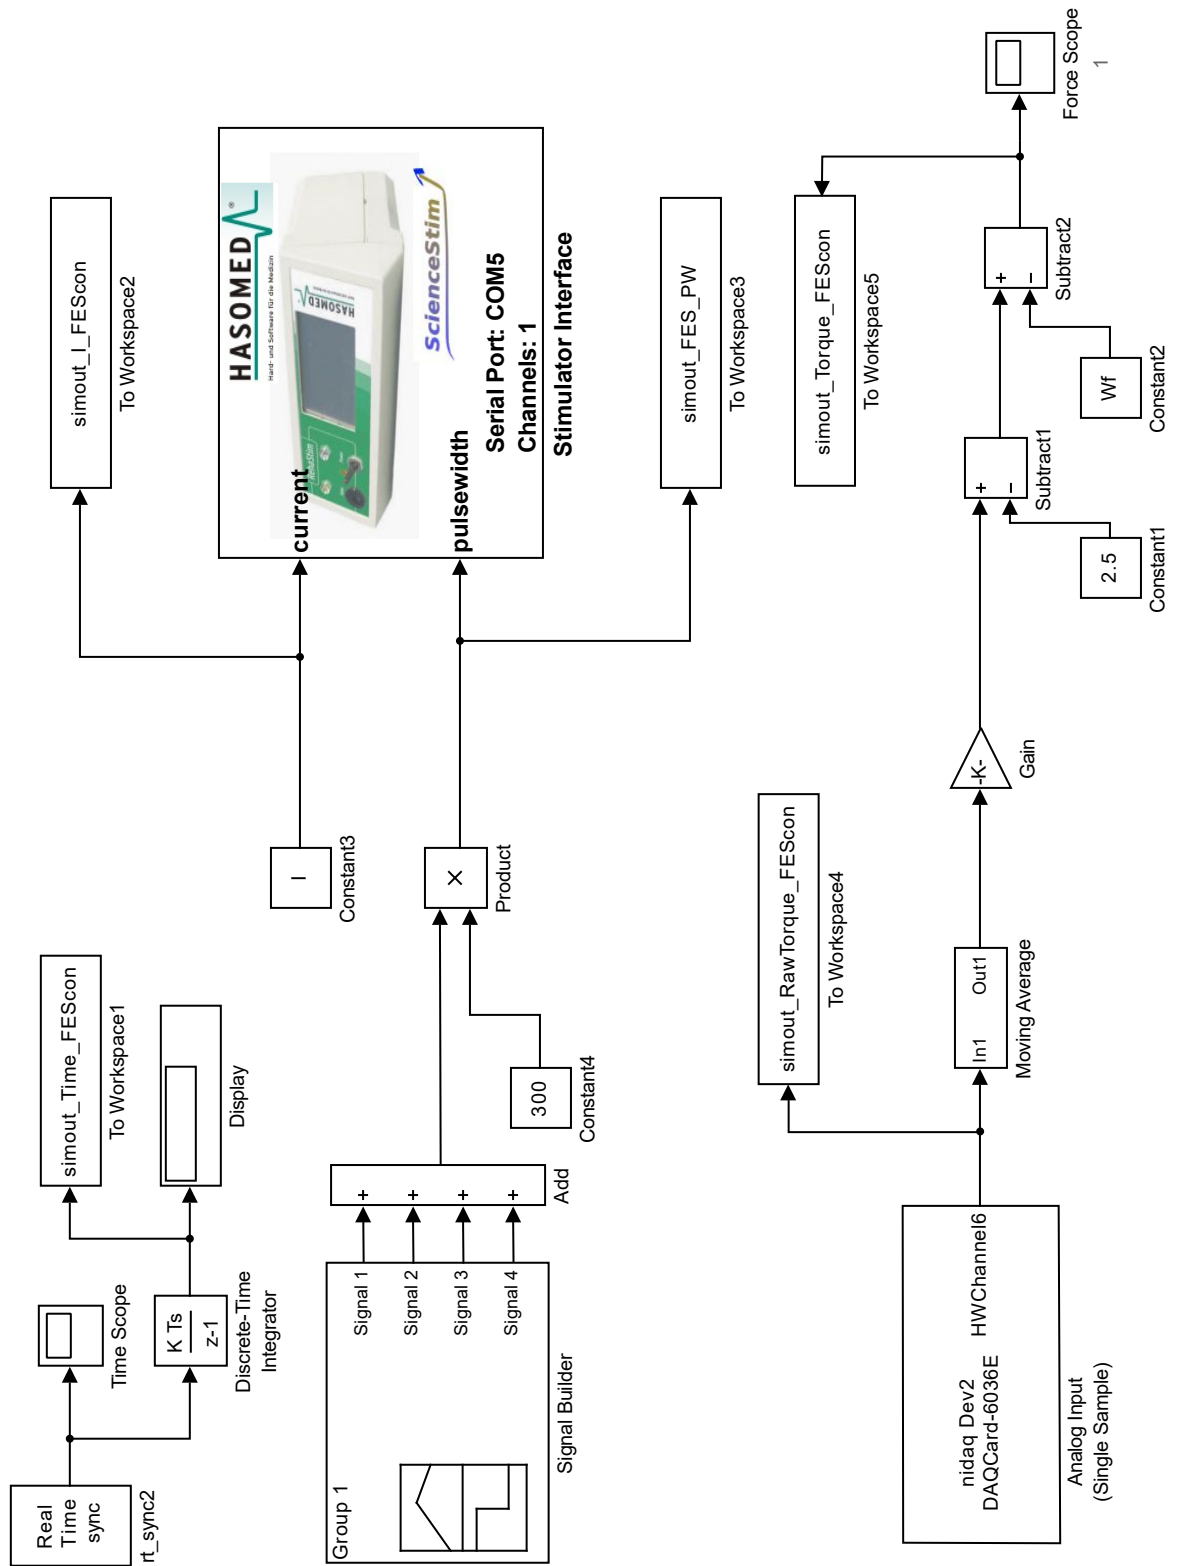 Real
Time
sync
rt_sync2
Time Scope
K Ts
z-1
Discrete-Time
Integrator
simout_Time_FEScon
To Workspace1
Display
Group 1
Signal 1
Signal 2
Signal 3
Signal 4
Signal Builder
+
+
+
+
Add
300
Constant4
×
Product
I
Constant3
simout_I_FEScon
To Workspace2
HASOMED®
Hard- und Software für die Medizin
HASOMED
RehaStim
ScienceStim
current
pulsewidth
Serial Port: COM5
Channels: 1
Stimulator Interface
simout_FES_PW
To Workspace3
nidaq Dev2
DAQCard-6036E
HWChannel6
Analog Input
(Single Sample)
simout_RawTorque_FEScon
To Workspace4
In1
Out1
Moving Average
-K-
Gain
2.5
Constant1
+
−
Subtract1
Wf
Constant2
+
−
Subtract2
simout_Torque_FEScon
To Workspace5
Force Scope
1